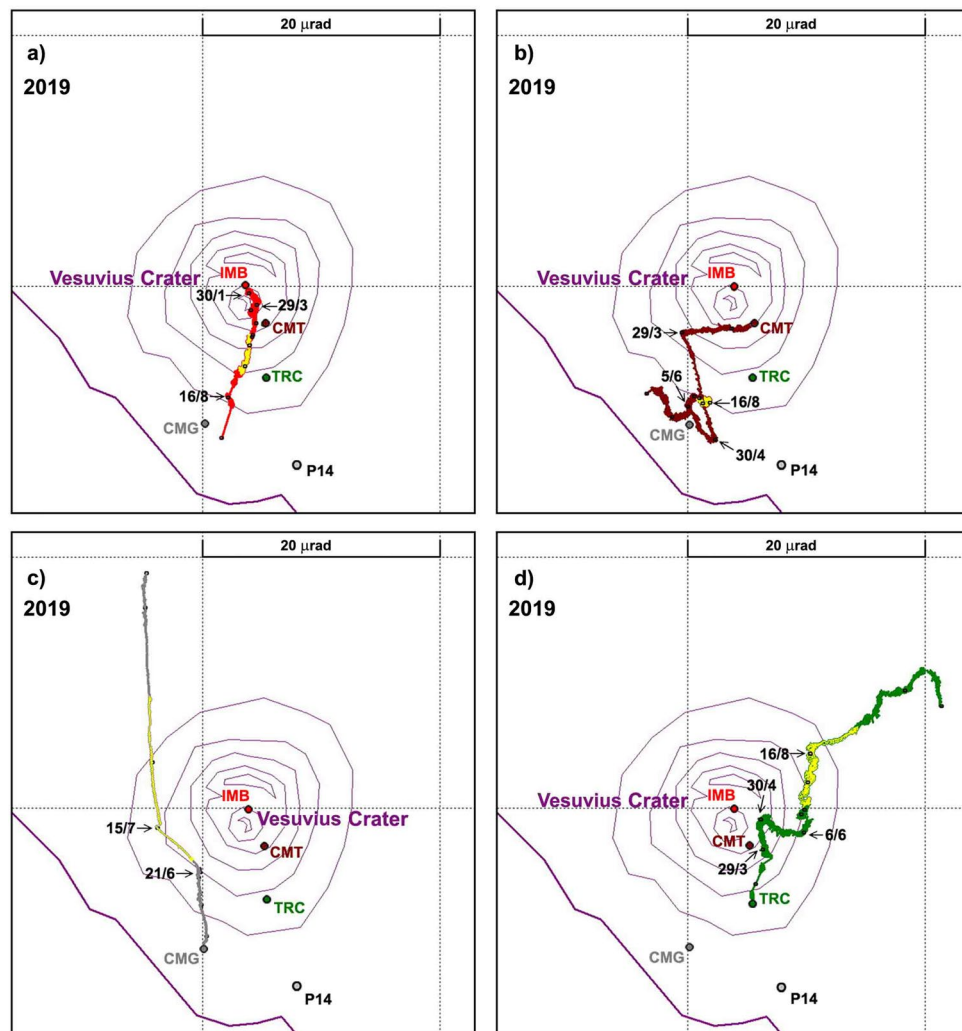 20 μrad
a)
2019
IMB
Vesuvius Crater
30/1
29/3
CMT
TRC
16/8
CMG
P14
20 μrad
b)
2019
IMB
Vesuvius Crater
29/3
CMT
5/6
TRC
16/8
CMG
30/4
P14
20 μrad
c)
2019
IMB
Vesuvius Crater
15/7
CMT
21/6
TRC
CMG
P14
20 μrad
d)
2019
16/8
30/4
IMB
Vesuvius Crater
CMT
6/6
29/3
TRC
CMG
P14